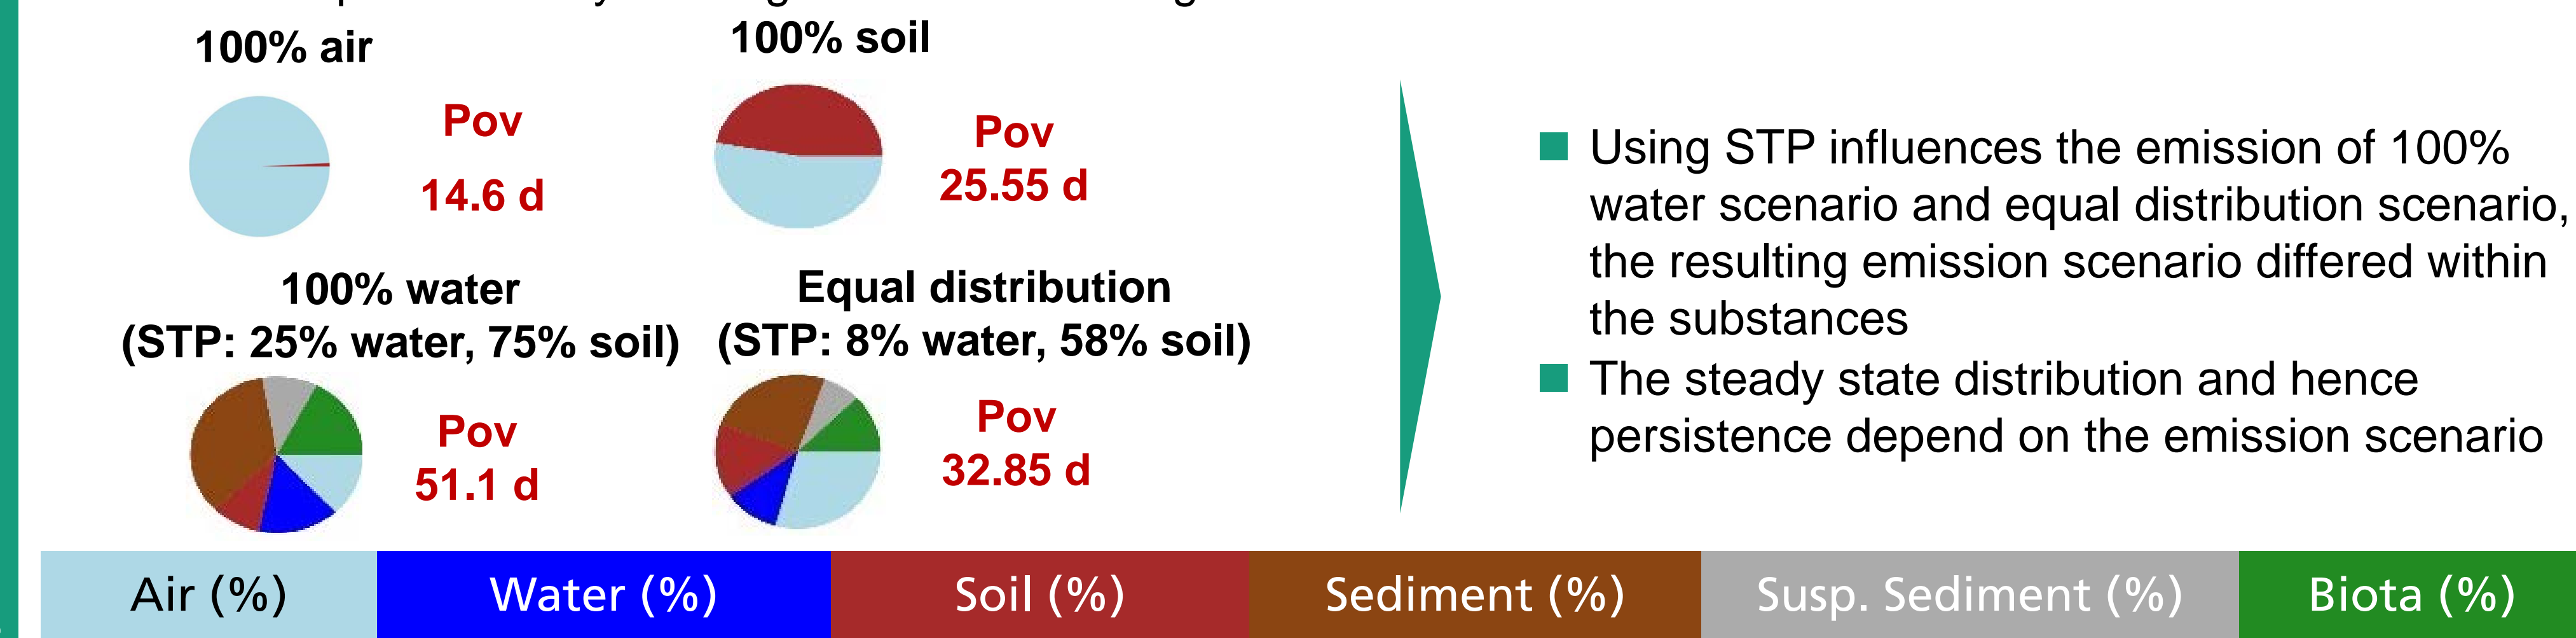 100% air
Pov
14.6 d
100% soil
Pov
25.55 d
100% water
(STP: 25% water, 75% soil)
Pov
51.1 d
Equal distribution
(STP: 8% water, 58% soil)
Pov
32.85 d
Using STP influences the emission of 100%
water scenario and equal distribution scenario,
the resulting emission scenario differed within
the substances
The steady state distribution and hence
persistence depend on the emission scenario
Air (%)
Water (%)
Soil (%)
Sediment (%)
Susp. Sediment (%)
Biota (%)